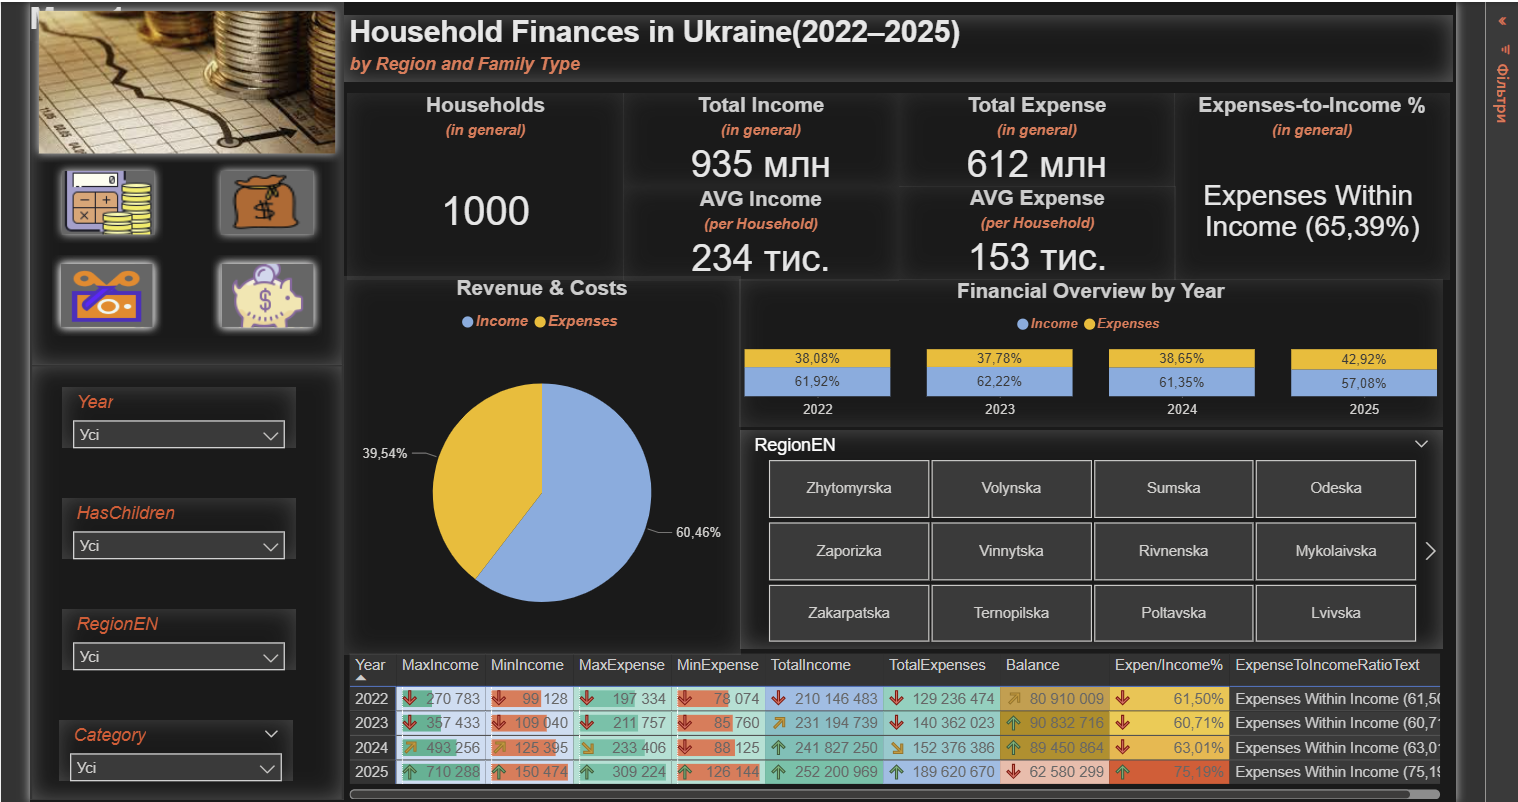 Household Finances in Ukraine(2022–2025)
by Region and Family Type
Households
(in general)
1000
Total Income
(in general)
935 млн
AVG Income
(per Household)
234 тис.
Total Expense
(in general)
612 млн
AVG Expense
(per Household)
153 тис.
Expenses-to-Income %
(in general)
Expenses Within
Income (65,39%)
Year
Усі
HasChildren
Усі
RegionEN
Усі
Category
Усі
Revenue & Costs
Income Expenses
39,54%
60,46%
Financial Overview by Year
Income Expenses
38,08% 37,78% 38,65% 42,92%
61,92% 62,22% 61,35% 57,08%
2022 2023 2024 2025
RegionEN
Zhytomyrska Volynska Sumska Odeska
Zaporizka Vinnytska Rivnenska Mykolaivska
Zakarpatska Ternopilska Poltavska Lvivska
Year MaxIncome MinIncome MaxExpense MinExpense TotalIncome TotalExpenses Balance Expen/Income% ExpenseToIncomeRatioText
2022 270 783 99 128 197 334 78 074 210 146 483 129 236 474 80 910 009 61,50% Expenses Within Income (61,50
2023 357 433 109 040 211 757 85 760 231 194 739 140 362 023 90 832 716 60,71% Expenses Within Income (60,71
2024 493 256 125 395 233 406 88 125 241 827 250 152 376 386 89 450 864 63,01% Expenses Within Income (63,01
2025 710 288 150 474 309 224 126 144 252 200 969 189 620 670 62 580 299 75,19% Expenses Within Income (75,19
Фільтри